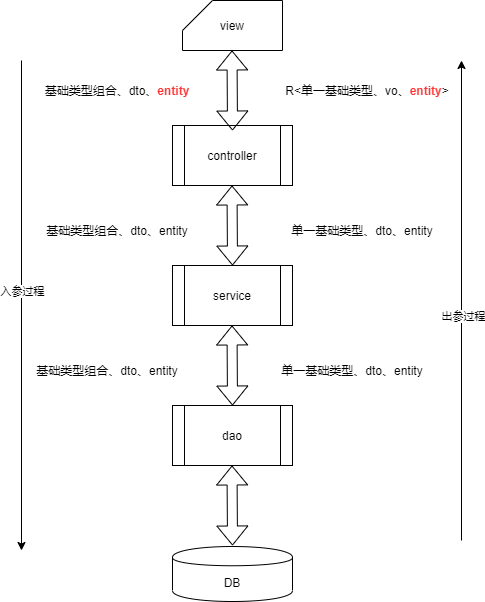 view
基础类型组合、dto、entity
R<单一基础类型、vo、entity>
controller
基础类型组合、dto、entity
单一基础类型、dto、entity
入参过程
service
出参过程
基础类型组合、dto、entity
单一基础类型、dto、entity
dao
DB